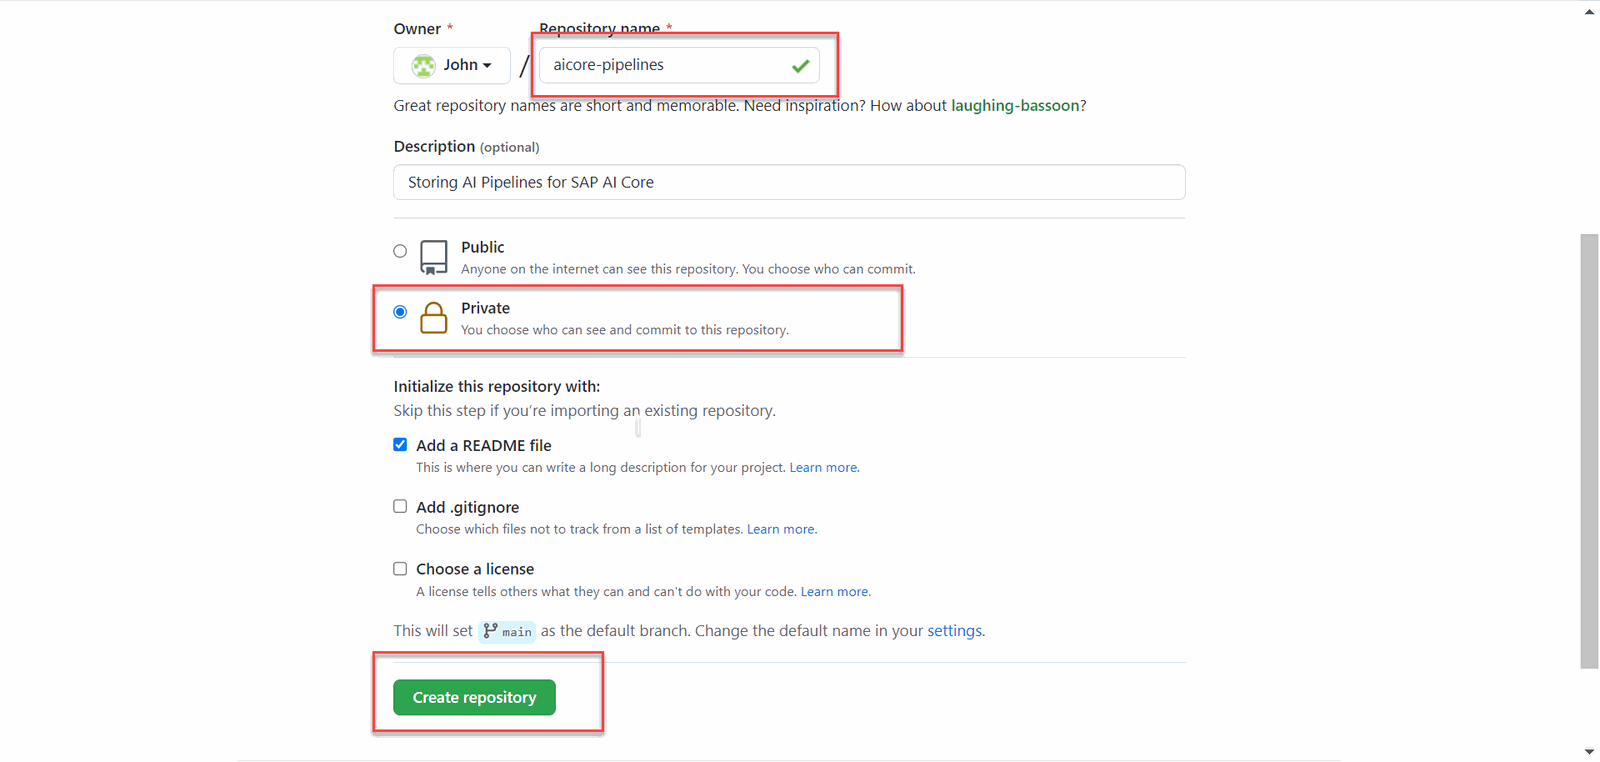 Owner * Repository name *
John / aicore-pipelines
Great repository names are short and memorable. Need inspiration? How about laughing-bassoon?
Description (optional)
Storing AI Pipelines for SAP AI Core
Public
Anyone on the internet can see this repository. You choose who can commit.
Private
You choose who can see and commit to this repository.
Initialize this repository with:
Skip this step if you're importing an existing repository.
Add a README file
This is where you can write a long description for your project. Learn more.
Add .gitignore
Choose which files not to track from a list of templates. Learn more.
Choose a license
A license tells others what they can and can't do with your code. Learn more.
This will set main as the default branch. Change the default name in your settings.
Create repository